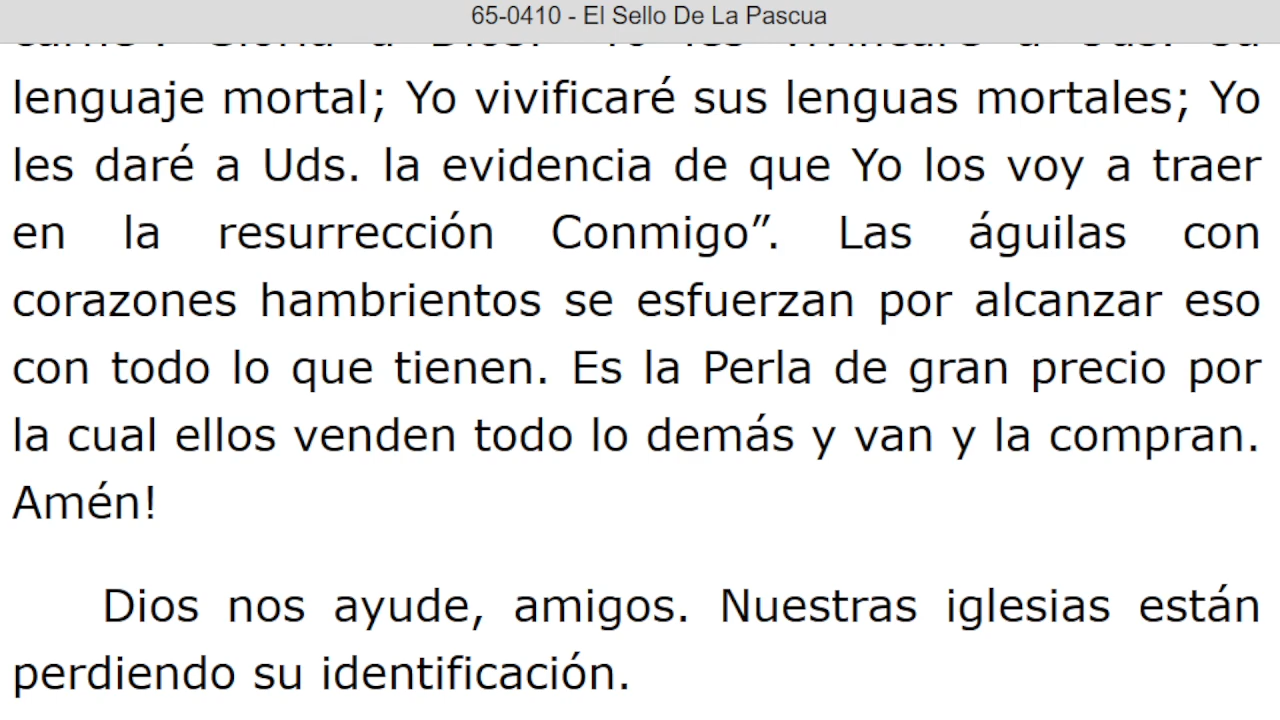 65-0410 - El Sello De La Pascua
lenguaje mortal; Yo vivificaré sus lenguas mortales; Yo
les daré a Uds. la evidencia de que Yo los voy a traer
en la resurrección Conmigo”. Las águilas con
corazones hambrientos se esfuerzan por alcanzar eso
con todo lo que tienen. Es la Perla de gran precio por
la cual ellos venden todo lo demás y van y la compran.
Amén!
Dios nos ayude, amigos. Nuestras iglesias están
perdiendo su identificación.